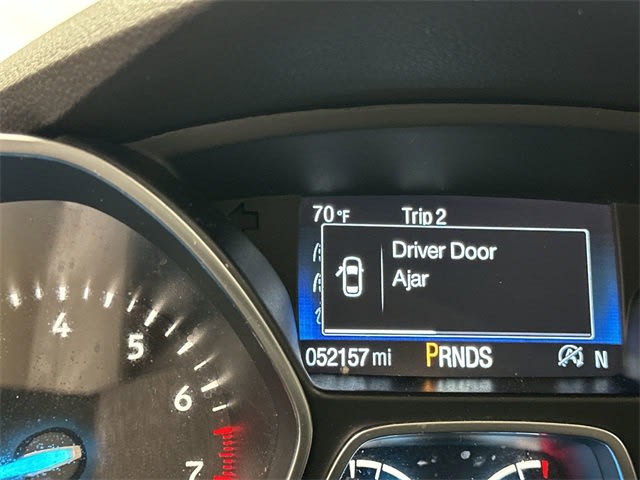 70°F Trip 2
Driver Door
Ajar
052157 mi PRNDS N
4
5
6
7